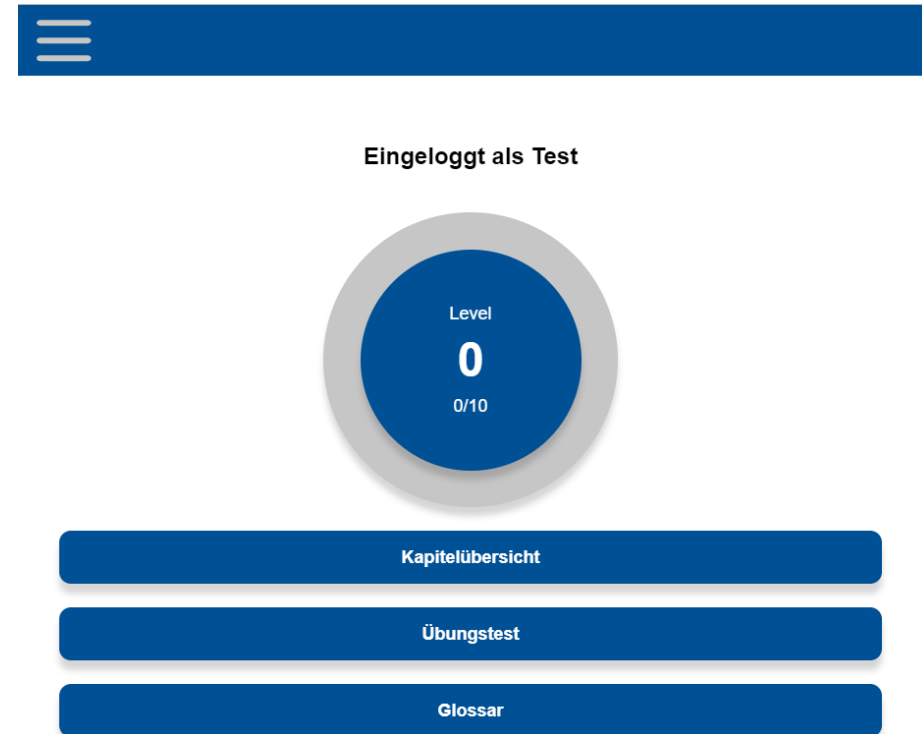 Eingeloggt als Test
Level
0
0/10
Kapitelübersicht
Übungstest
Glossar